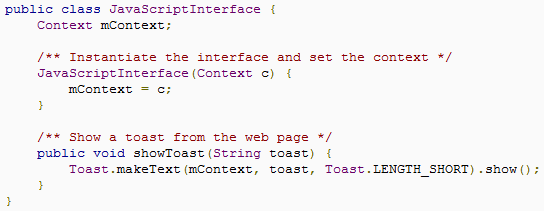 public class JavaScriptInterface {
    Context mContext;

    /** Instantiate the interface and set the context */
    JavaScriptInterface(Context c) {
        mContext = c;
    }

    /** Show a toast from the web page */
    public void showToast(String toast) {
        Toast.makeText(mContext, toast, Toast.LENGTH_SHORT).show();
    }
}